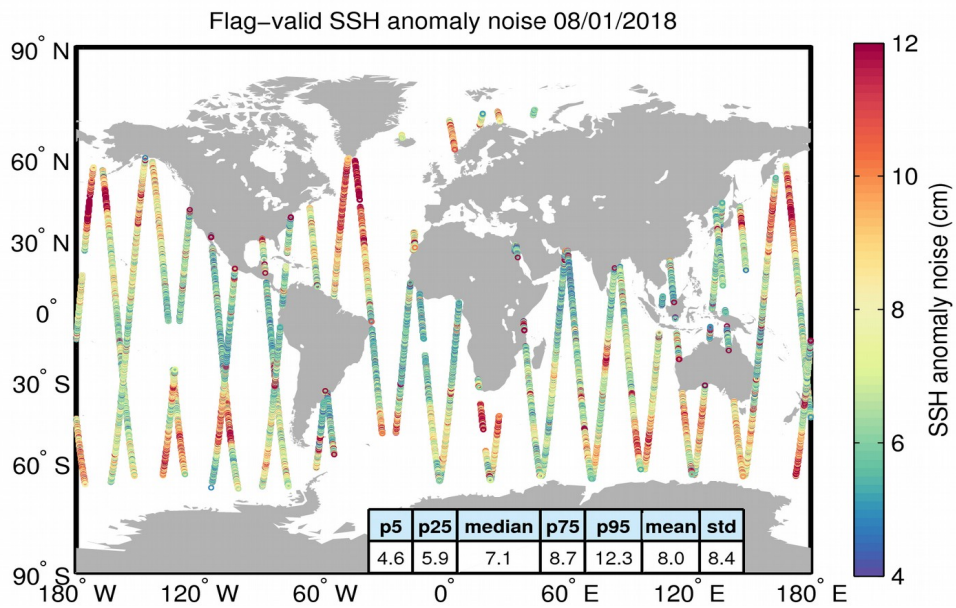 Flag−valid SSH anomaly noise 08/01/2018
90° N
60° N
30° N
0°
30° S
60° S
90° S
180° W
120° W
60° W
0°
60° E
120° E
180° E
p5 p25 median p75 p95 mean std
4.6 5.9 7.1 8.7 12.3 8.0 8.4
12
10
8
6
4
SSH anomaly noise (cm)